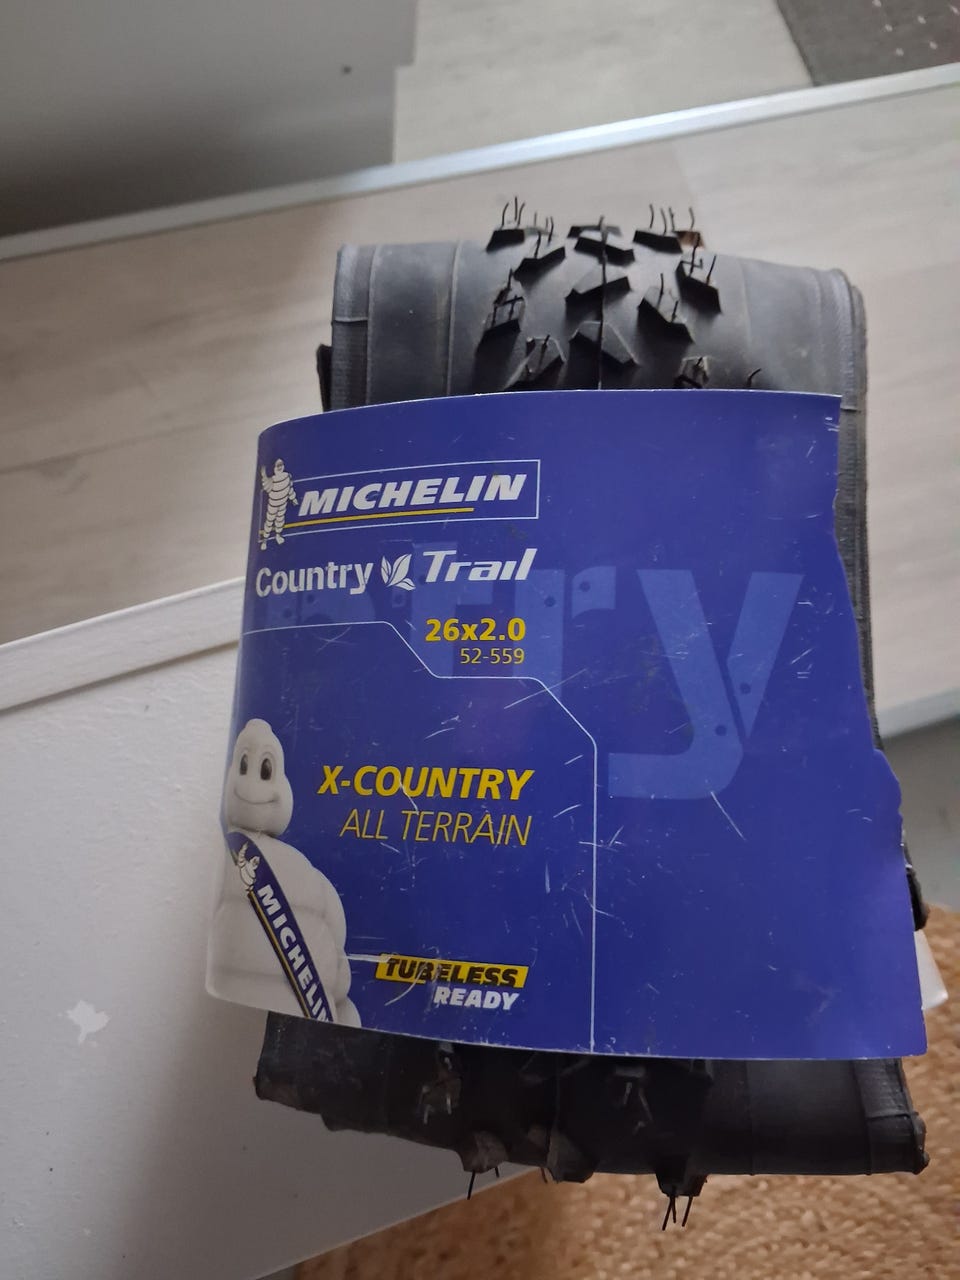 MICHELIN
Country Trail
26x2.0
52-559
X-COUNTRY
ALL TERRAIN
MICHELIN
TUBELESS
READY